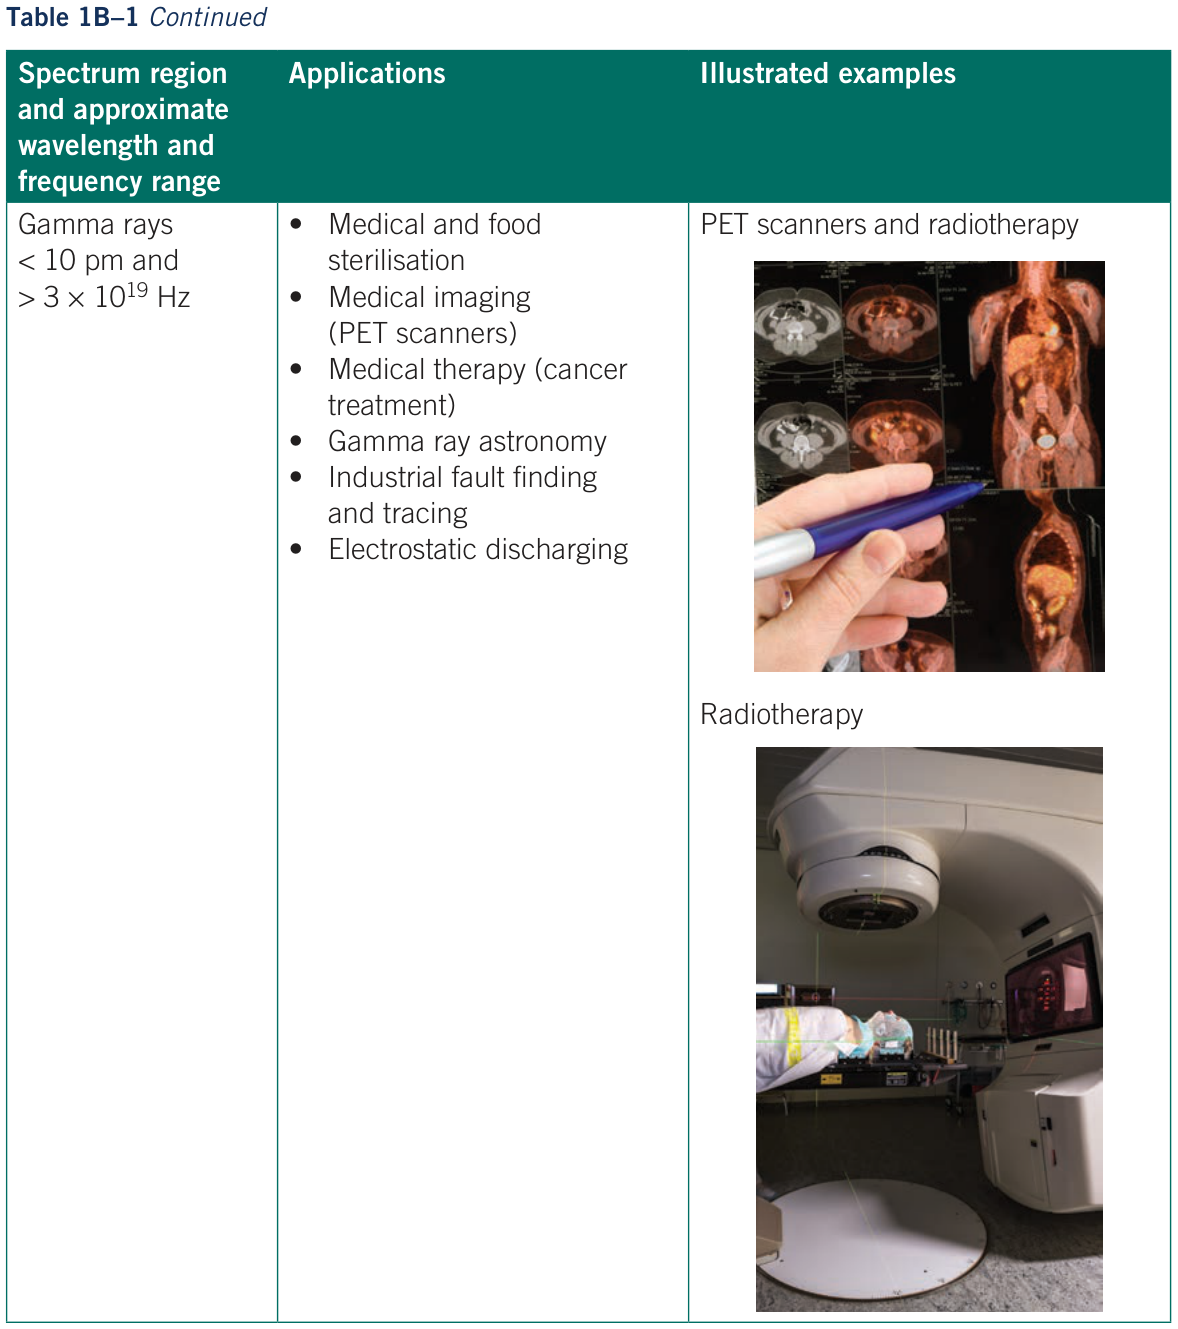 Table 1B–1 Continued
Spectrum region
and approximate
wavelength and
frequency range
Applications
Illustrated examples
Gamma rays
< 10 pm and
> 3 × 10¹⁹ Hz
• Medical and food
sterilisation
• Medical imaging
(PET scanners)
• Medical therapy (cancer
treatment)
• Gamma ray astronomy
• Industrial fault finding
and tracing
• Electrostatic discharging
PET scanners and radiotherapy
Radiotherapy